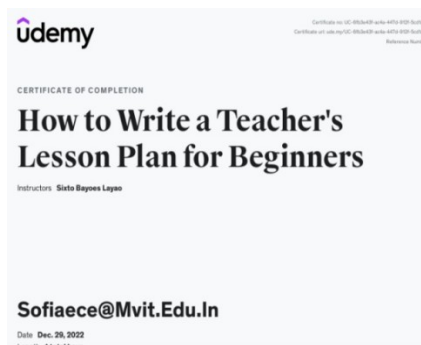 ûdemy
CERTIFICATE OF COMPLETION
How to Write a Teacher's
Lesson Plan for Beginners
Instructors Sixto Bayoes Layao
Sofiaece@Mvit.Edu.In
Date Dec. 29, 2022